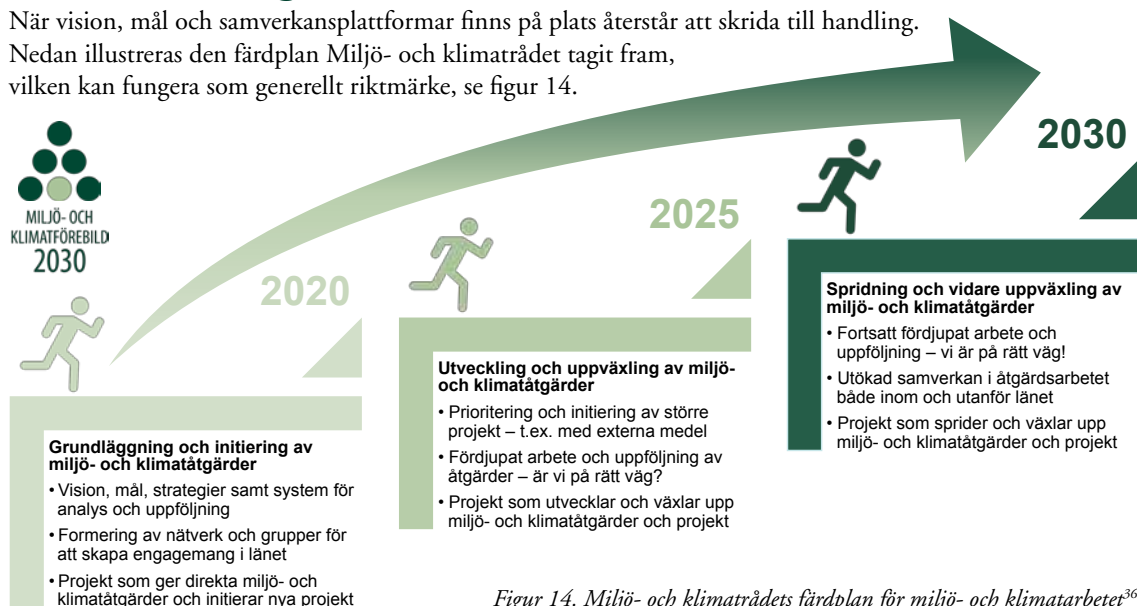 När vision, mål och samverkansplattformar finns på plats återstår att skrida till handling.
Nedan illustreras den färdplan Miljö- och klimatrådet tagit fram,
vilken kan fungera som generellt riktmärke, se figur 14.
MILJÖ- OCH
KLIMATFÖREBILD
2030
2020
Grundläggning och initiering av
miljö- och klimatåtgärder
• Vision, mål, strategier samt system för
analys och uppföljning
• Formering av nätverk och grupper för
att skapa engagemang i länet
• Projekt som ger direkta miljö- och
klimatåtgärder och initierar nya projekt
2025
Utveckling och uppväxling av miljö-
och klimatåtgärder
• Prioritering och initiering av större
projekt – t.ex. med externa medel
• Fördjupat arbete och uppföljning av
åtgärder – är vi på rätt väg?
• Projekt som utvecklar och växlar upp
miljö- och klimatåtgärder och projekt
2030
Spridning och vidare uppväxling av
miljö- och klimatåtgärder
• Fortsatt fördjupat arbete och
uppföljning – vi är på rätt väg!
• Utökad samverkan i åtgärdsarbetet
både inom och utanför länet
• Projekt som sprider och växlar upp
miljö- och klimatåtgärder och projekt
Figur 14. Miljö- och klimatrådets färdplan för miljö- och klimatarbetet36